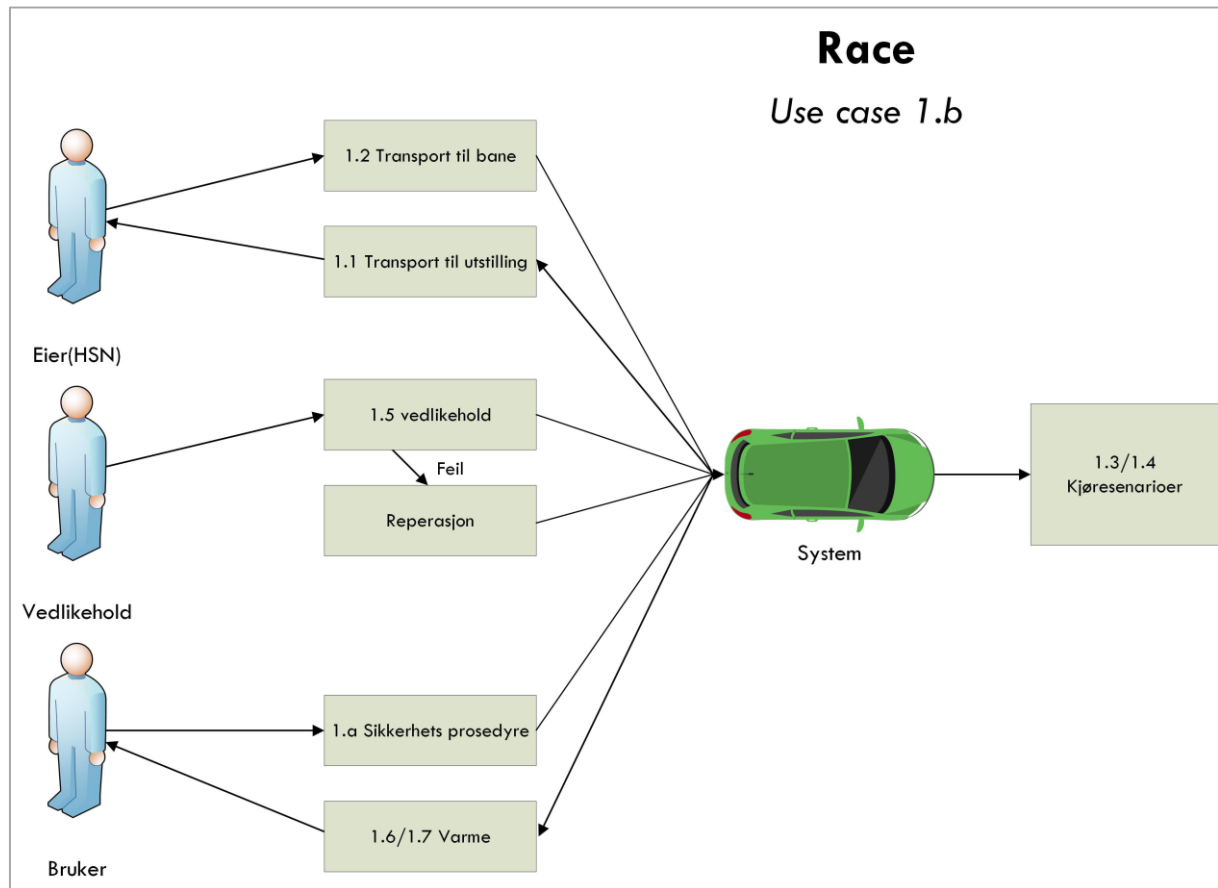 Race
Use case 1.b
1.2 Transport til bane
1.1 Transport til utstilling
Eier(HSN)
1.5 vedlikehold
Feil
Reperasjon
Vedlikehold
1.a Sikkerhets prosedyre
1.6/1.7 Varme
Bruker
System
1.3/1.4
Kjøresenarioer